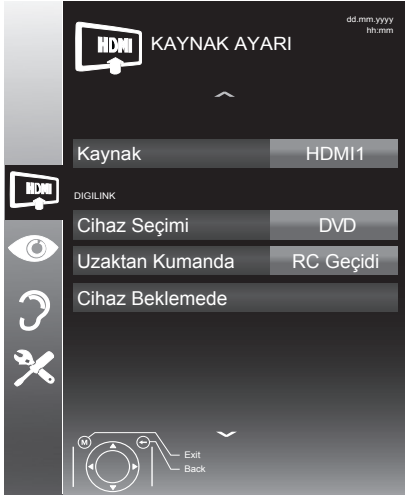 HDMI
KAYNAK AYARI
dd.mm.yyyy
hh:mm
Kaynak HDMI1
HDMI
DIGILINK
Cihaz Seçimi DVD
Uzaktan Kumanda RC Geçidi
Cihaz Beklemede
M
Exit
Back